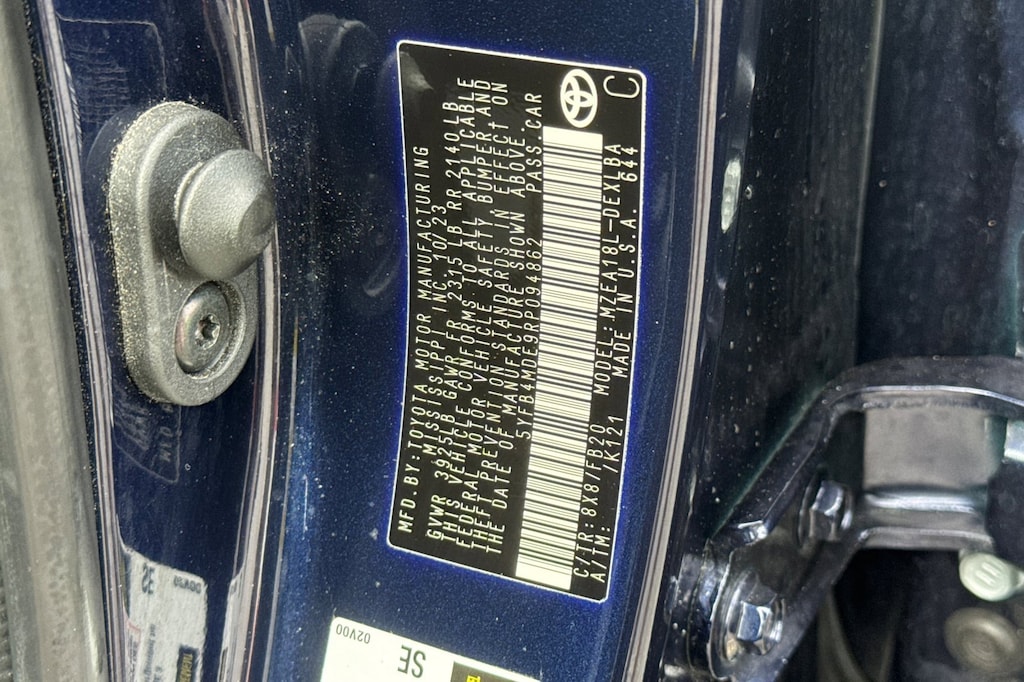 MFD.BY:TOYOTA MOTOR MANUFACTURING
MISSISSIPPI INC. 10/23
GVWR 3925LB GAWR FR 2315LB RR 2140LB
THIS VEHICLE CONFORMS TO ALL APPLICABLE
FEDERAL MOTOR VEHICLE SAFETY BUMPER AND
THEFT PREVENTION STANDARDS IN EFFECT ON
THE DATE OF MANUFACTURE SHOWN ABOVE.
5YFB4MDE9RP094862 PASS.CAR
C/TR:8X8/FB20 MODEL:MZEA18L-DEXLBA
A/TM: /K121 MADE IN U.S.A. 644 C
02V00
SE
00V50
3E